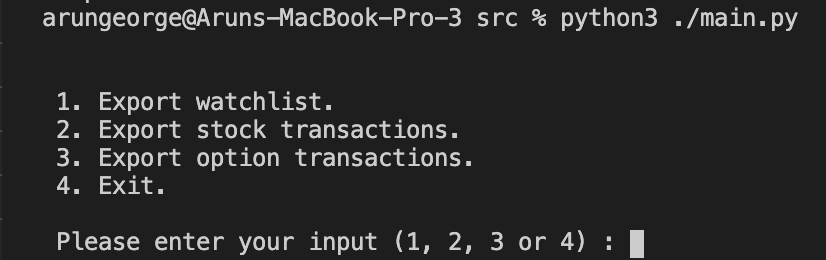 arungeorge@Aruns-MacBook-Pro-3 src % python3 ./main.py
1. Export watchlist.
2. Export stock transactions.
3. Export option transactions.
4. Exit.
Please enter your input (1, 2, 3 or 4) :